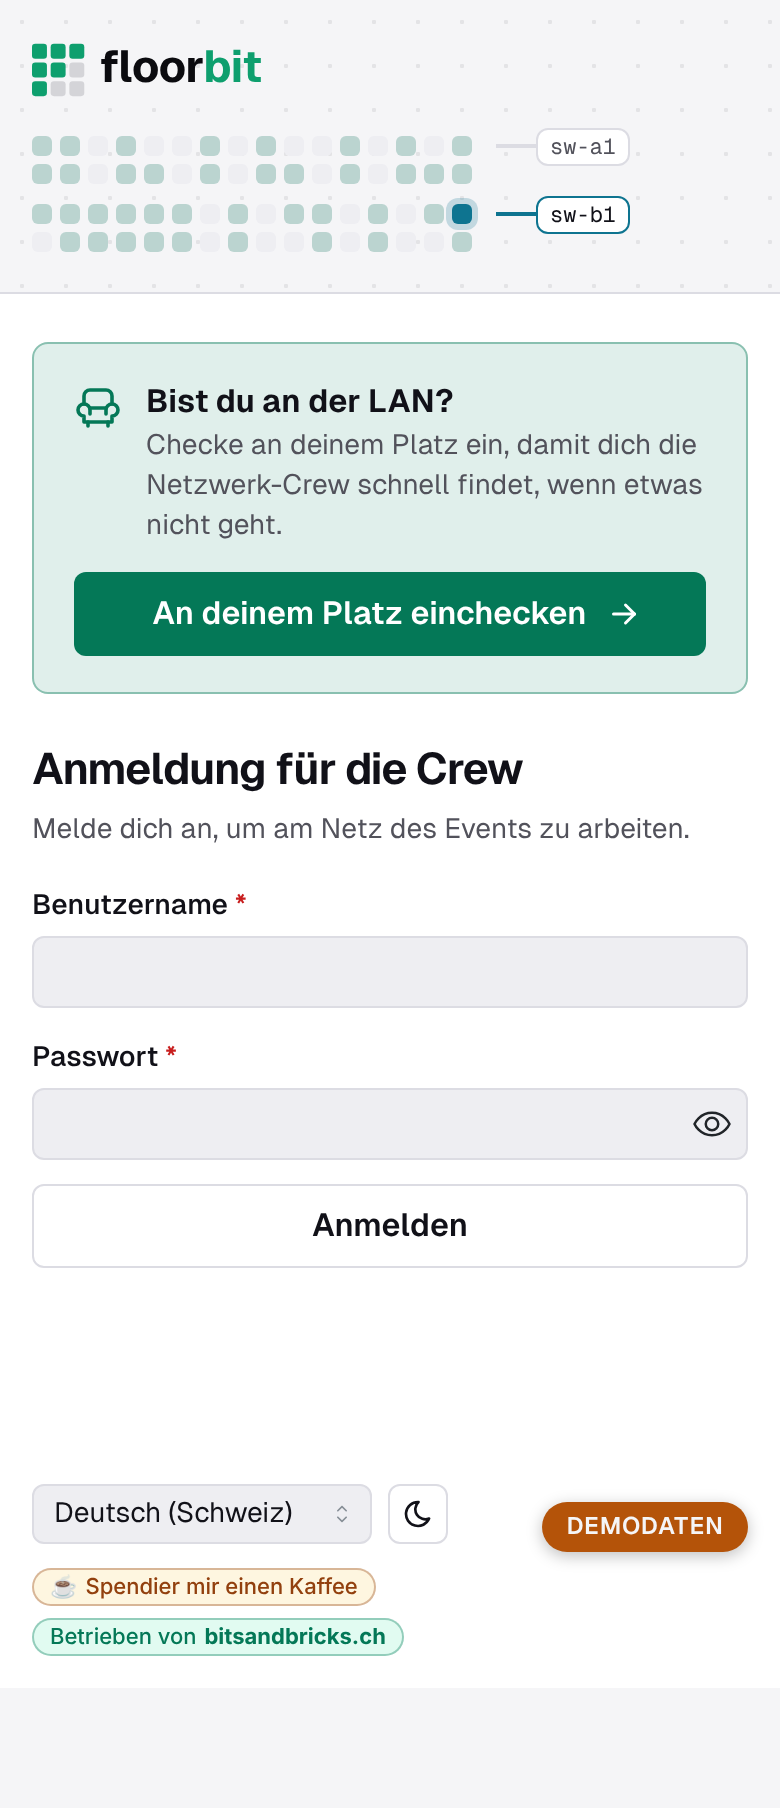 floorbit
sw-a1
sw-b1
Bist du an der LAN?
Checke an deinem Platz ein, damit dich die
Netzwerk-Crew schnell findet, wenn etwas
nicht geht.
An deinem Platz einchecken →
Anmeldung für die Crew
Melde dich an, um am Netz des Events zu arbeiten.
Benutzername *
Passwort *
Anmelden
Deutsch (Schweiz)
DEMODATEN
☕ Spendier mir einen Kaffee
Betrieben von bitsandbricks.ch